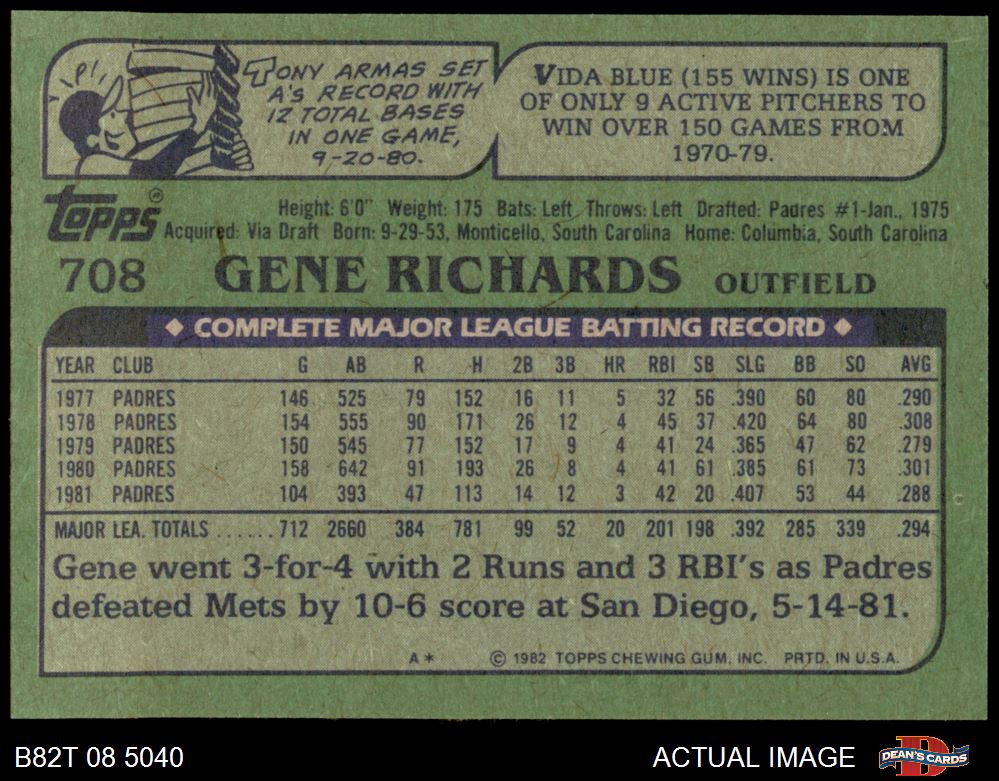 P!
TONY ARMAS SET
A'S RECORD WITH
12 TOTAL BASES
IN ONE GAME,
9-20-80.
VIDA BLUE (155 WINS) IS ONE
OF ONLY 9 ACTIVE PITCHERS TO
WIN OVER 150 GAMES FROM
1970-79.
TOPPS®
Height: 6'0" Weight: 175 Bats: Left Throws: Left Drafted: Padres #1-Jan., 1975
Acquired: Via Draft Born: 9-29-53, Monticello, South Carolina Home: Columbia, South Carolina
708 GENE RICHARDS OUTFIELD
◆ COMPLETE MAJOR LEAGUE BATTING RECORD ◆
YEAR CLUB G AB R H 2B 3B HR RBI SB SLG BB SO AVG
1977 PADRES 146 525 79 152 16 11 5 32 56 .390 60 80 .290
1978 PADRES 154 555 90 171 26 12 4 45 37 .420 64 80 .308
1979 PADRES 150 545 77 152 17 9 4 41 24 .365 47 62 .279
1980 PADRES 158 642 91 193 26 8 4 41 61 .385 61 73 .301
1981 PADRES 104 393 47 113 14 12 3 42 20 .407 53 44 .288
MAJOR LEA. TOTALS ...... 712 2660 384 781 99 52 20 201 198 .392 285 339 .294
Gene went 3-for-4 with 2 Runs and 3 RBI's as Padres
defeated Mets by 10-6 score at San Diego, 5-14-81.
A* © 1982 TOPPS CHEWING GUM, INC. PRTD. IN U.S.A.
B82T 08 5040 ACTUAL IMAGE D DEAN'S CARDS